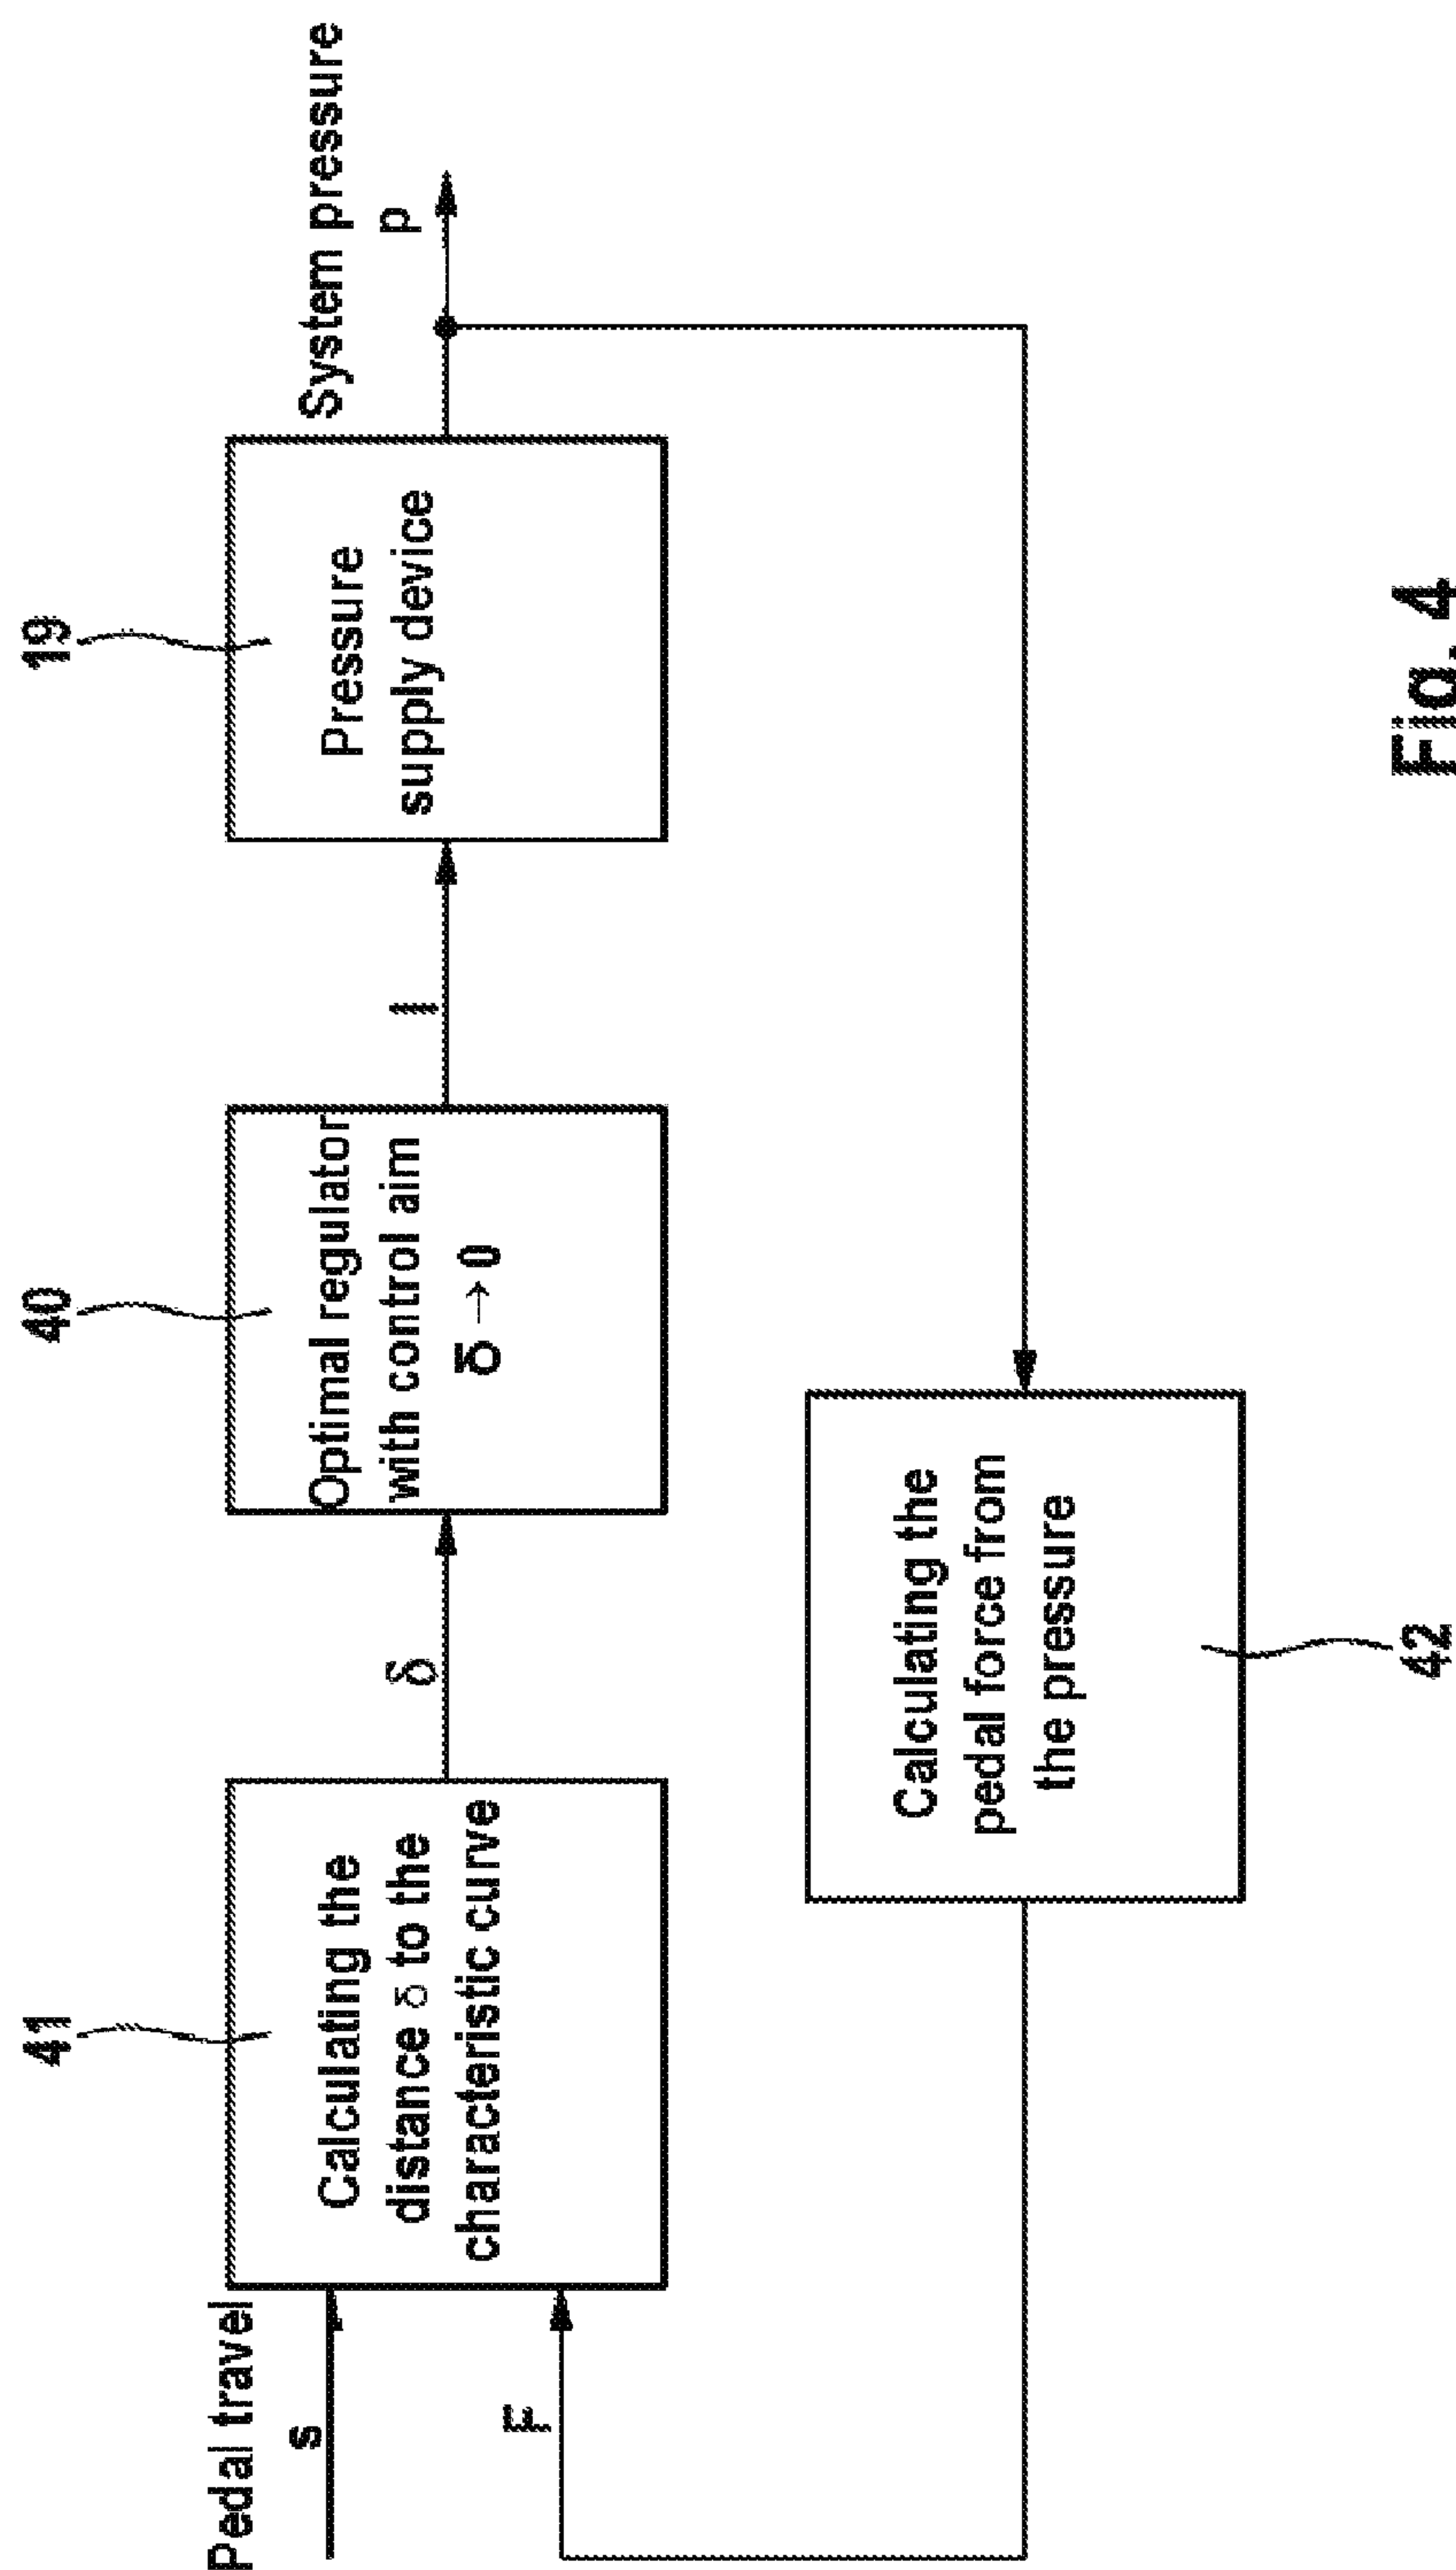 41
40
19
Pedal travel
s
F
Calculating the
distance δ to the
characteristic curve
δ
Optimal regulator
with control aim
δ → 0
I
Pressure
supply device
System pressure
p
Calculating the
pedal force from
the pressure
42
Fig. 4